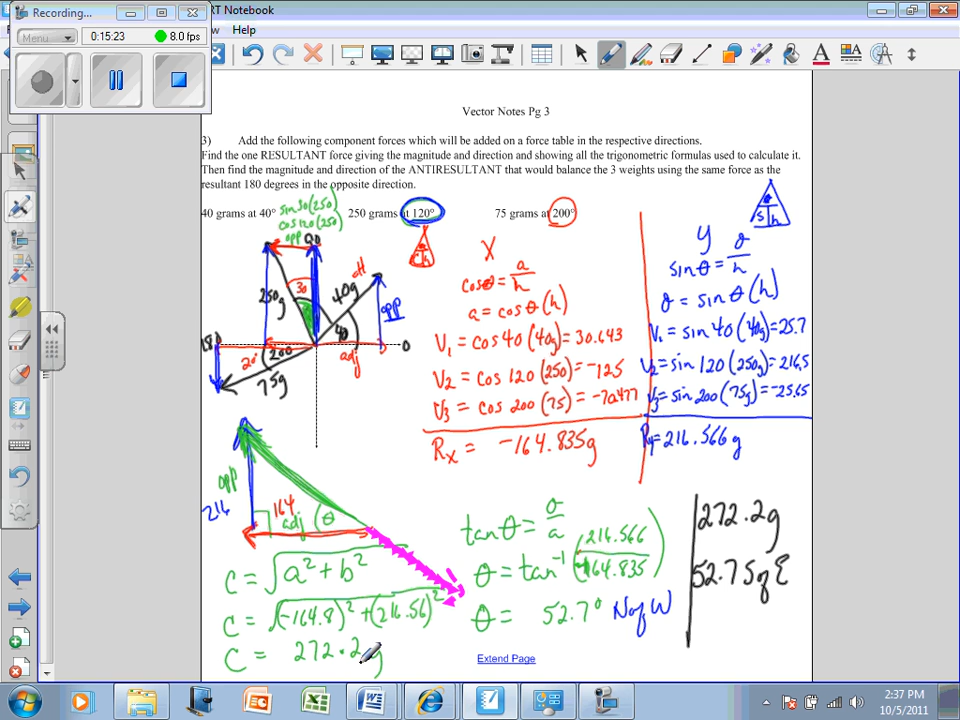 Recording...
RT Notebook
Menu
0:15:23
8.0 fps
w Help
Vector Notes Pg 3
3) Add the following component forces which will be added on a force table in the respective directions.
Find the one RESULTANT force giving the magnitude and direction and showing all the trigonometric formulas used to calculate it.
Then find the magnitude and direction of the ANTIRESULTANT that would balance the 3 weights using the same force as the
resultant 180 degrees in the opposite direction.
40 grams at 40° 250 grams at 120° 75 grams at 200°
sin 30 (250)
cos 120 (250)
opp
90
30
250g
40g
H
40
opp
180
0
20
200
adj
75g
a
c h
X
cosθ = a/h
a = cosθ (h)
V₁ = cos 40 (40g) = 30.643
V₂ = cos 120 (250) = -125
V₃ = cos 200 (75) = -70.477
Rx = -164.835g
o
s h
y
sinθ = o/h
o = sinθ (h)
V₁ = sin 40 (40g) = 25.7
V₂ = sin 120 (250g) = 216.5
V₃ = sin 200 (75g) = -25.65
Ry = 216.566 g
opp
216
164
adj
θ
C = √a² + b²
C = √(-164.8)² + (216.56)²
C = 272.2 g
tanθ = o/a
θ = tan⁻¹ (216.566 / -164.835)
θ = 52.7° N of W
272.2g
52.7 S of E
Extend Page
2:37 PM
10/5/2011